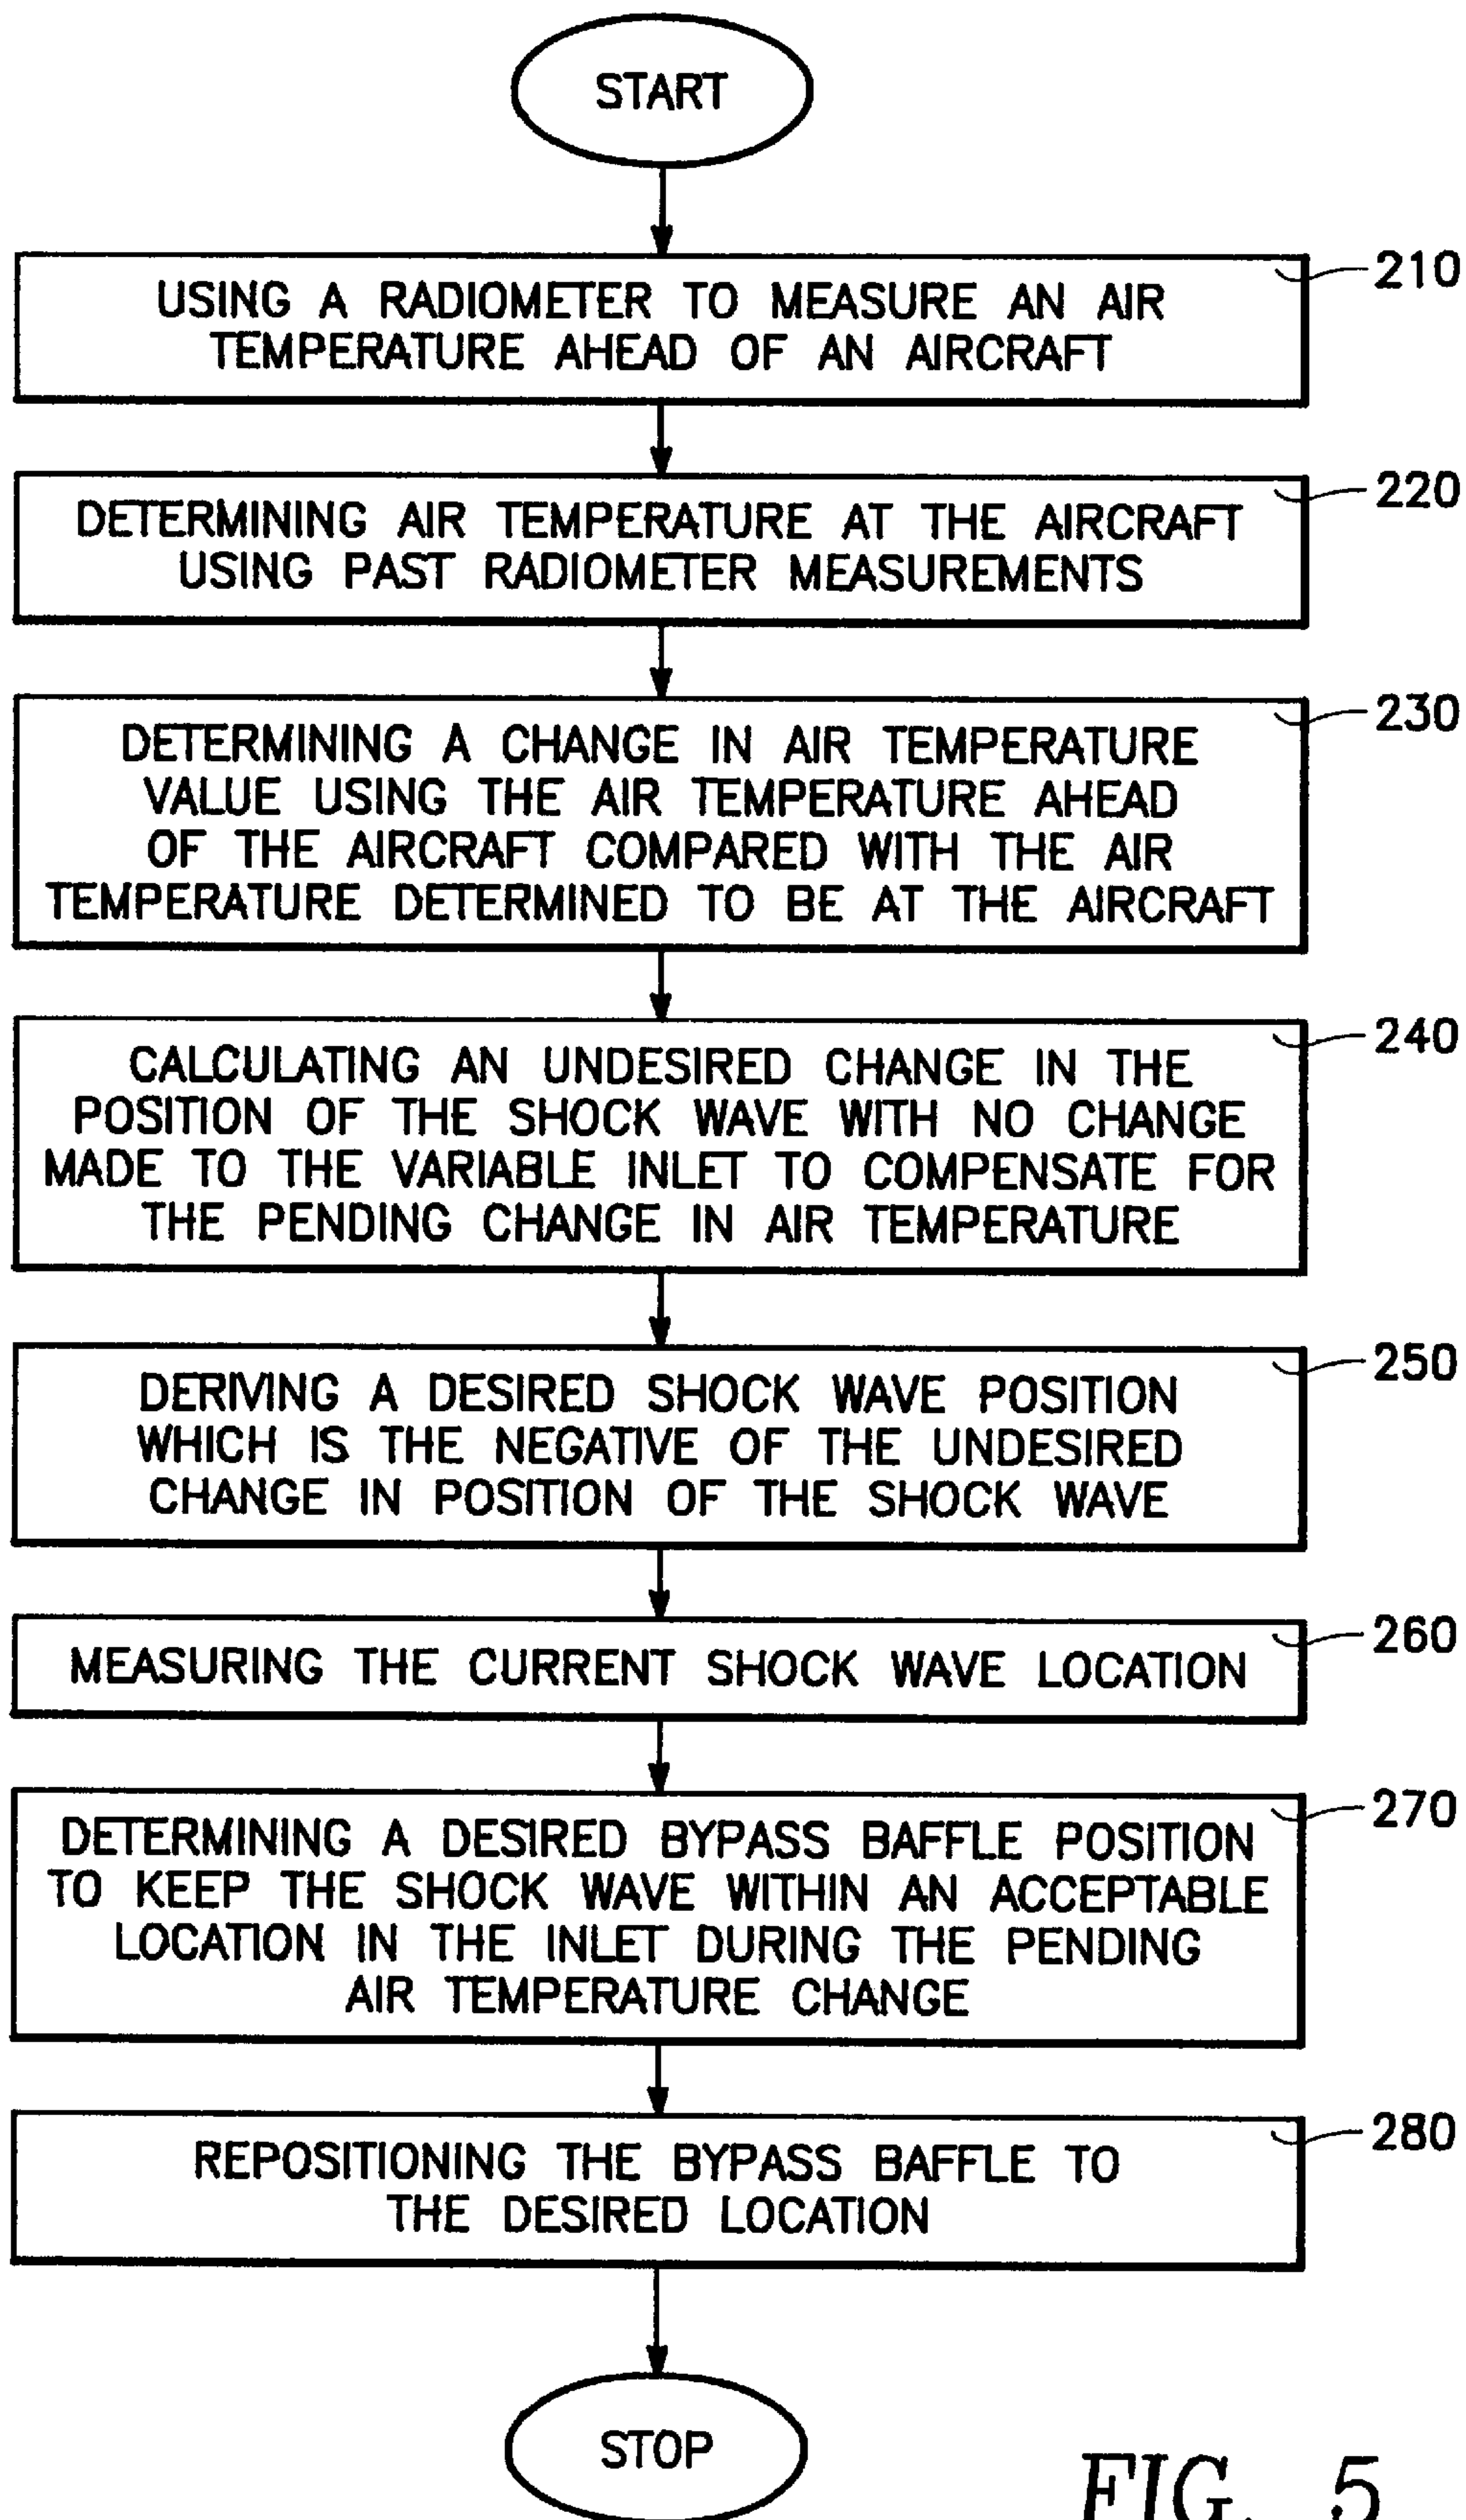 START
210
USING A RADIOMETER TO MEASURE AN AIR
TEMPERATURE AHEAD OF AN AIRCRAFT
220
DETERMINING AIR TEMPERATURE AT THE AIRCRAFT
USING PAST RADIOMETER MEASUREMENTS
230
DETERMINING A CHANGE IN AIR TEMPERATURE
VALUE USING THE AIR TEMPERATURE AHEAD
OF THE AIRCRAFT COMPARED WITH THE AIR
TEMPERATURE DETERMINED TO BE AT THE AIRCRAFT
240
CALCULATING AN UNDESIRED CHANGE IN THE
POSITION OF THE SHOCK WAVE WITH NO CHANGE
MADE TO THE VARIABLE INLET TO COMPENSATE FOR
THE PENDING CHANGE IN AIR TEMPERATURE
250
DERIVING A DESIRED SHOCK WAVE POSITION
WHICH IS THE NEGATIVE OF THE UNDESIRED
CHANGE IN POSITION OF THE SHOCK WAVE
260
MEASURING THE CURRENT SHOCK WAVE LOCATION
270
DETERMINING A DESIRED BYPASS BAFFLE POSITION
TO KEEP THE SHOCK WAVE WITHIN AN ACCEPTABLE
LOCATION IN THE INLET DURING THE PENDING
AIR TEMPERATURE CHANGE
280
REPOSITIONING THE BYPASS BAFFLE TO
THE DESIRED LOCATION
STOP
FIG. 5